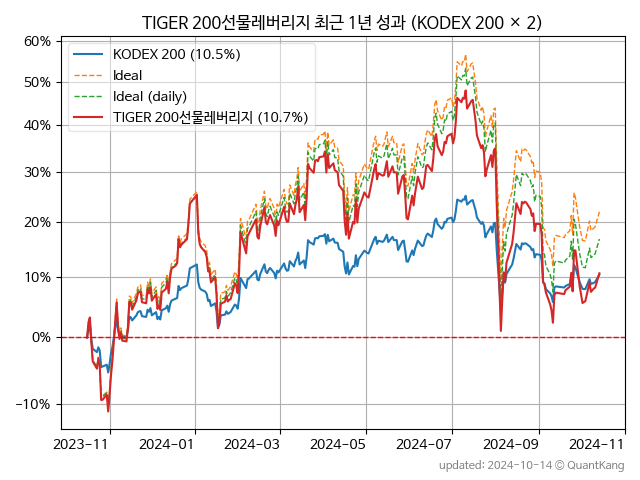 TIGER 200선물레버리지 최근 1년 성과 (KODEX 200 × 2)
60%
50%
40%
30%
20%
10%
0%
−10%
KODEX 200 (10.5%)
Ideal
Ideal (daily)
TIGER 200선물레버리지 (10.7%)
2023-11 2024-01 2024-03 2024-05 2024-07 2024-09 2024-11
updated: 2024-10-14 © QuantKang